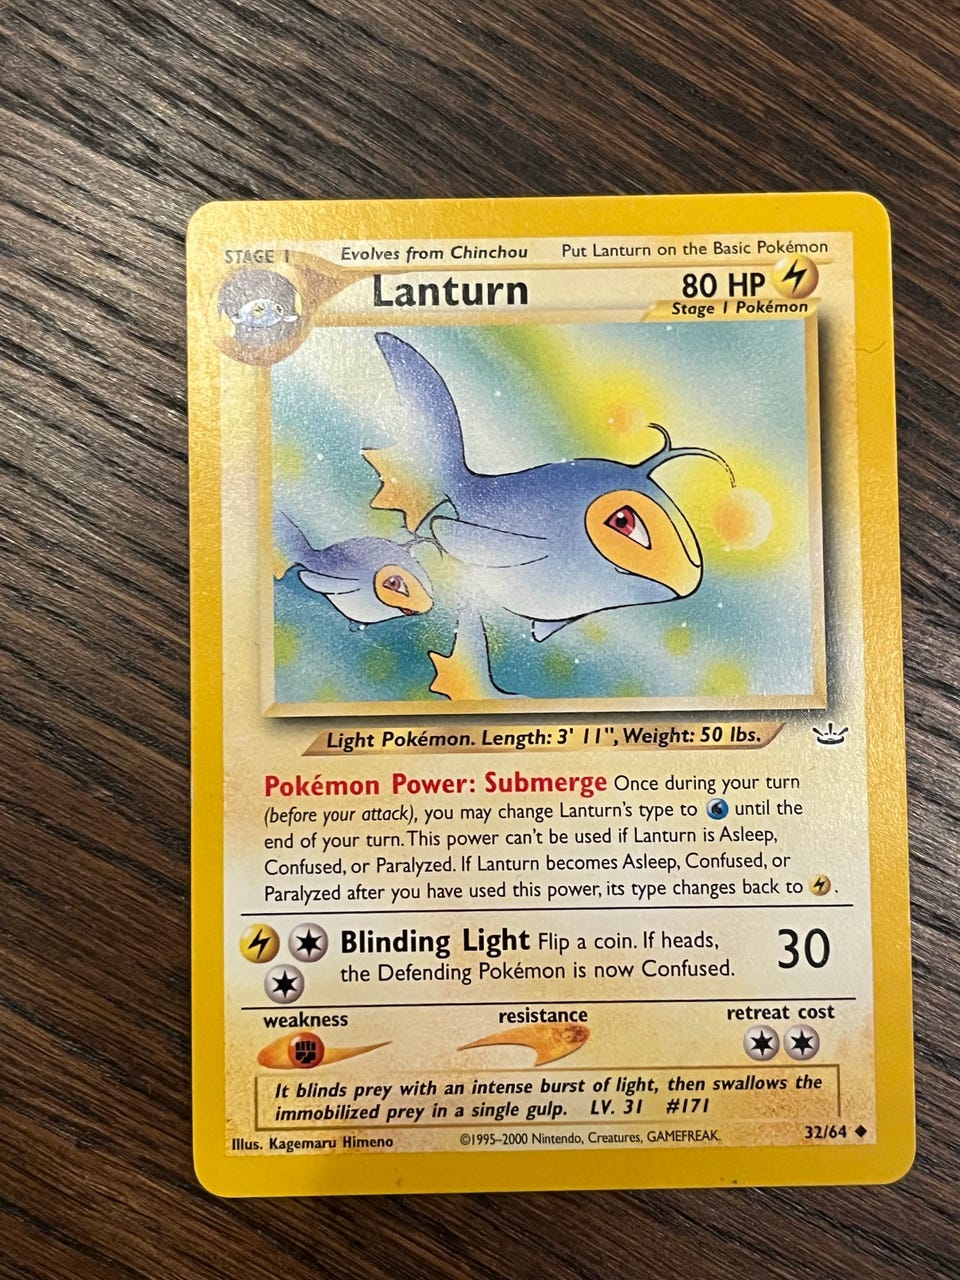 STAGE 1 Evolves from Chinchou Put Lanturn on the Basic Pokémon
Lanturn 80 HP
Stage 1 Pokémon
Light Pokémon. Length: 3' 11", Weight: 50 lbs.
Pokémon Power: Submerge Once during your turn
(before your attack), you may change Lanturn's type to until the
end of your turn. This power can't be used if Lanturn is Asleep,
Confused, or Paralyzed. If Lanturn becomes Asleep, Confused, or
Paralyzed after you have used this power, its type changes back to .
Blinding Light Flip a coin. If heads, 30
the Defending Pokémon is now Confused.
weakness resistance retreat cost
It blinds prey with an intense burst of light, then swallows the
immobilized prey in a single gulp. LV. 31 #171
Illus. Kagemaru Himeno ©1995–2000 Nintendo, Creatures, GAMEFREAK. 32/64